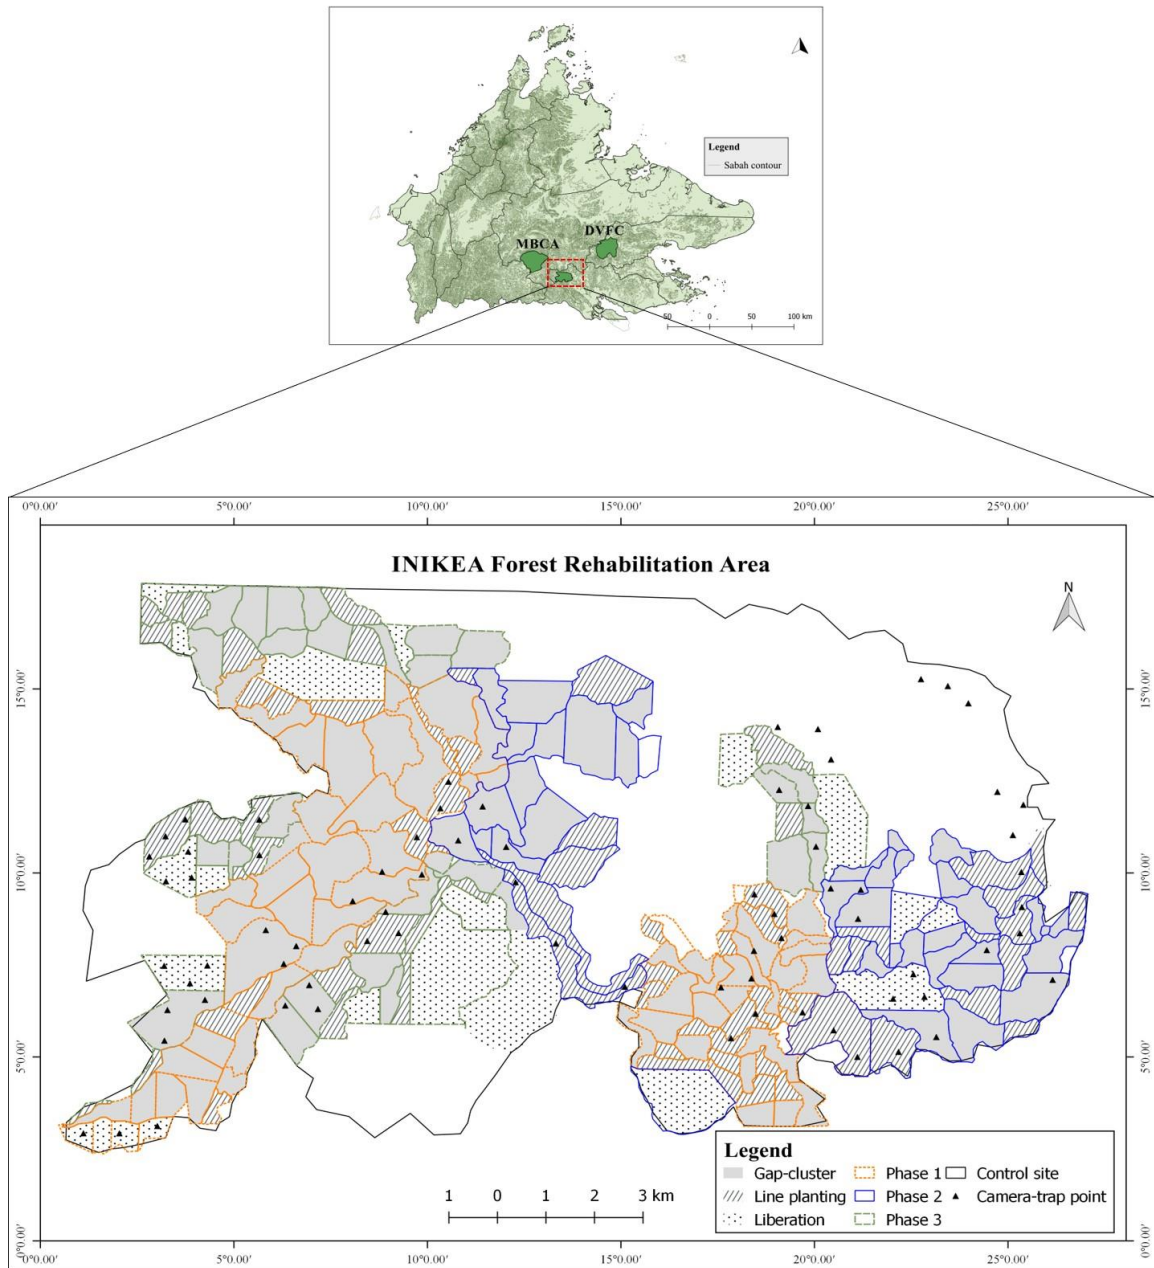 Legend
Sabah contour
MBCA
DVFC
50 0 50 100 km
0°0.00' 5°0.00' 10°0.00' 15°0.00' 20°0.00' 25°0.00'
INIKEA Forest Rehabilitation Area
N
15°0.00' 15°0.00'
10°0.00' 10°0.00'
5°0.00' 5°0.00'
1 0 1 2 3 km
Legend
Gap-cluster Phase 1 Control site
Line planting Phase 2 Camera-trap point
Liberation Phase 3
0°0.00' 0°0.00'
0°0.00' 5°0.00' 10°0.00' 15°0.00' 20°0.00' 25°0.00'